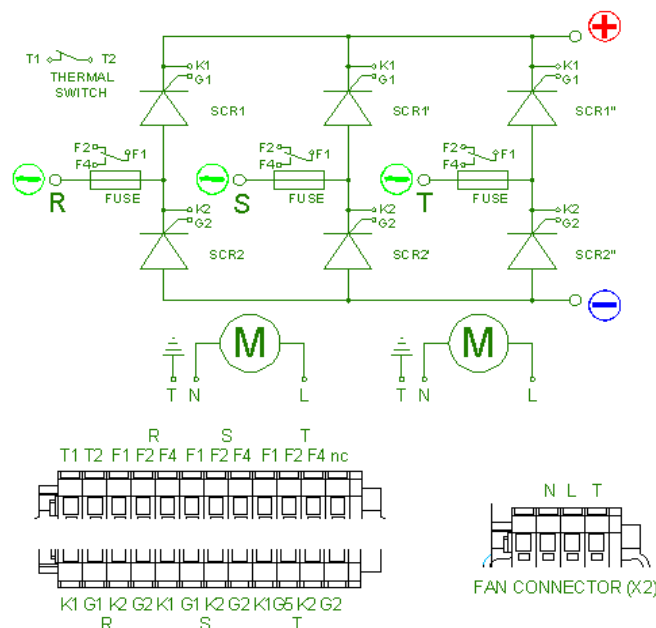 K1 K1 K1
T1 T2 G1 G1 G1
THERMAL
SWITCH
SCR1 SCR1' SCR1"
F2 F1 F2 F1 F2 F1
F4 F4 F4
R FUSE S FUSE T FUSE
K2 K2 K2
G2 G2 G2
SCR2 SCR2' SCR2"
M M
T N L T N L
R S T
T1 T2 F1 F2 F4 F1 F2 F4 F1 F2 F4 nc
N L T
FAN CONNECTOR (X2)
K1 G1 K2 G2 K1 G1 K2 G2 K1 G5 K2 G2
R S T